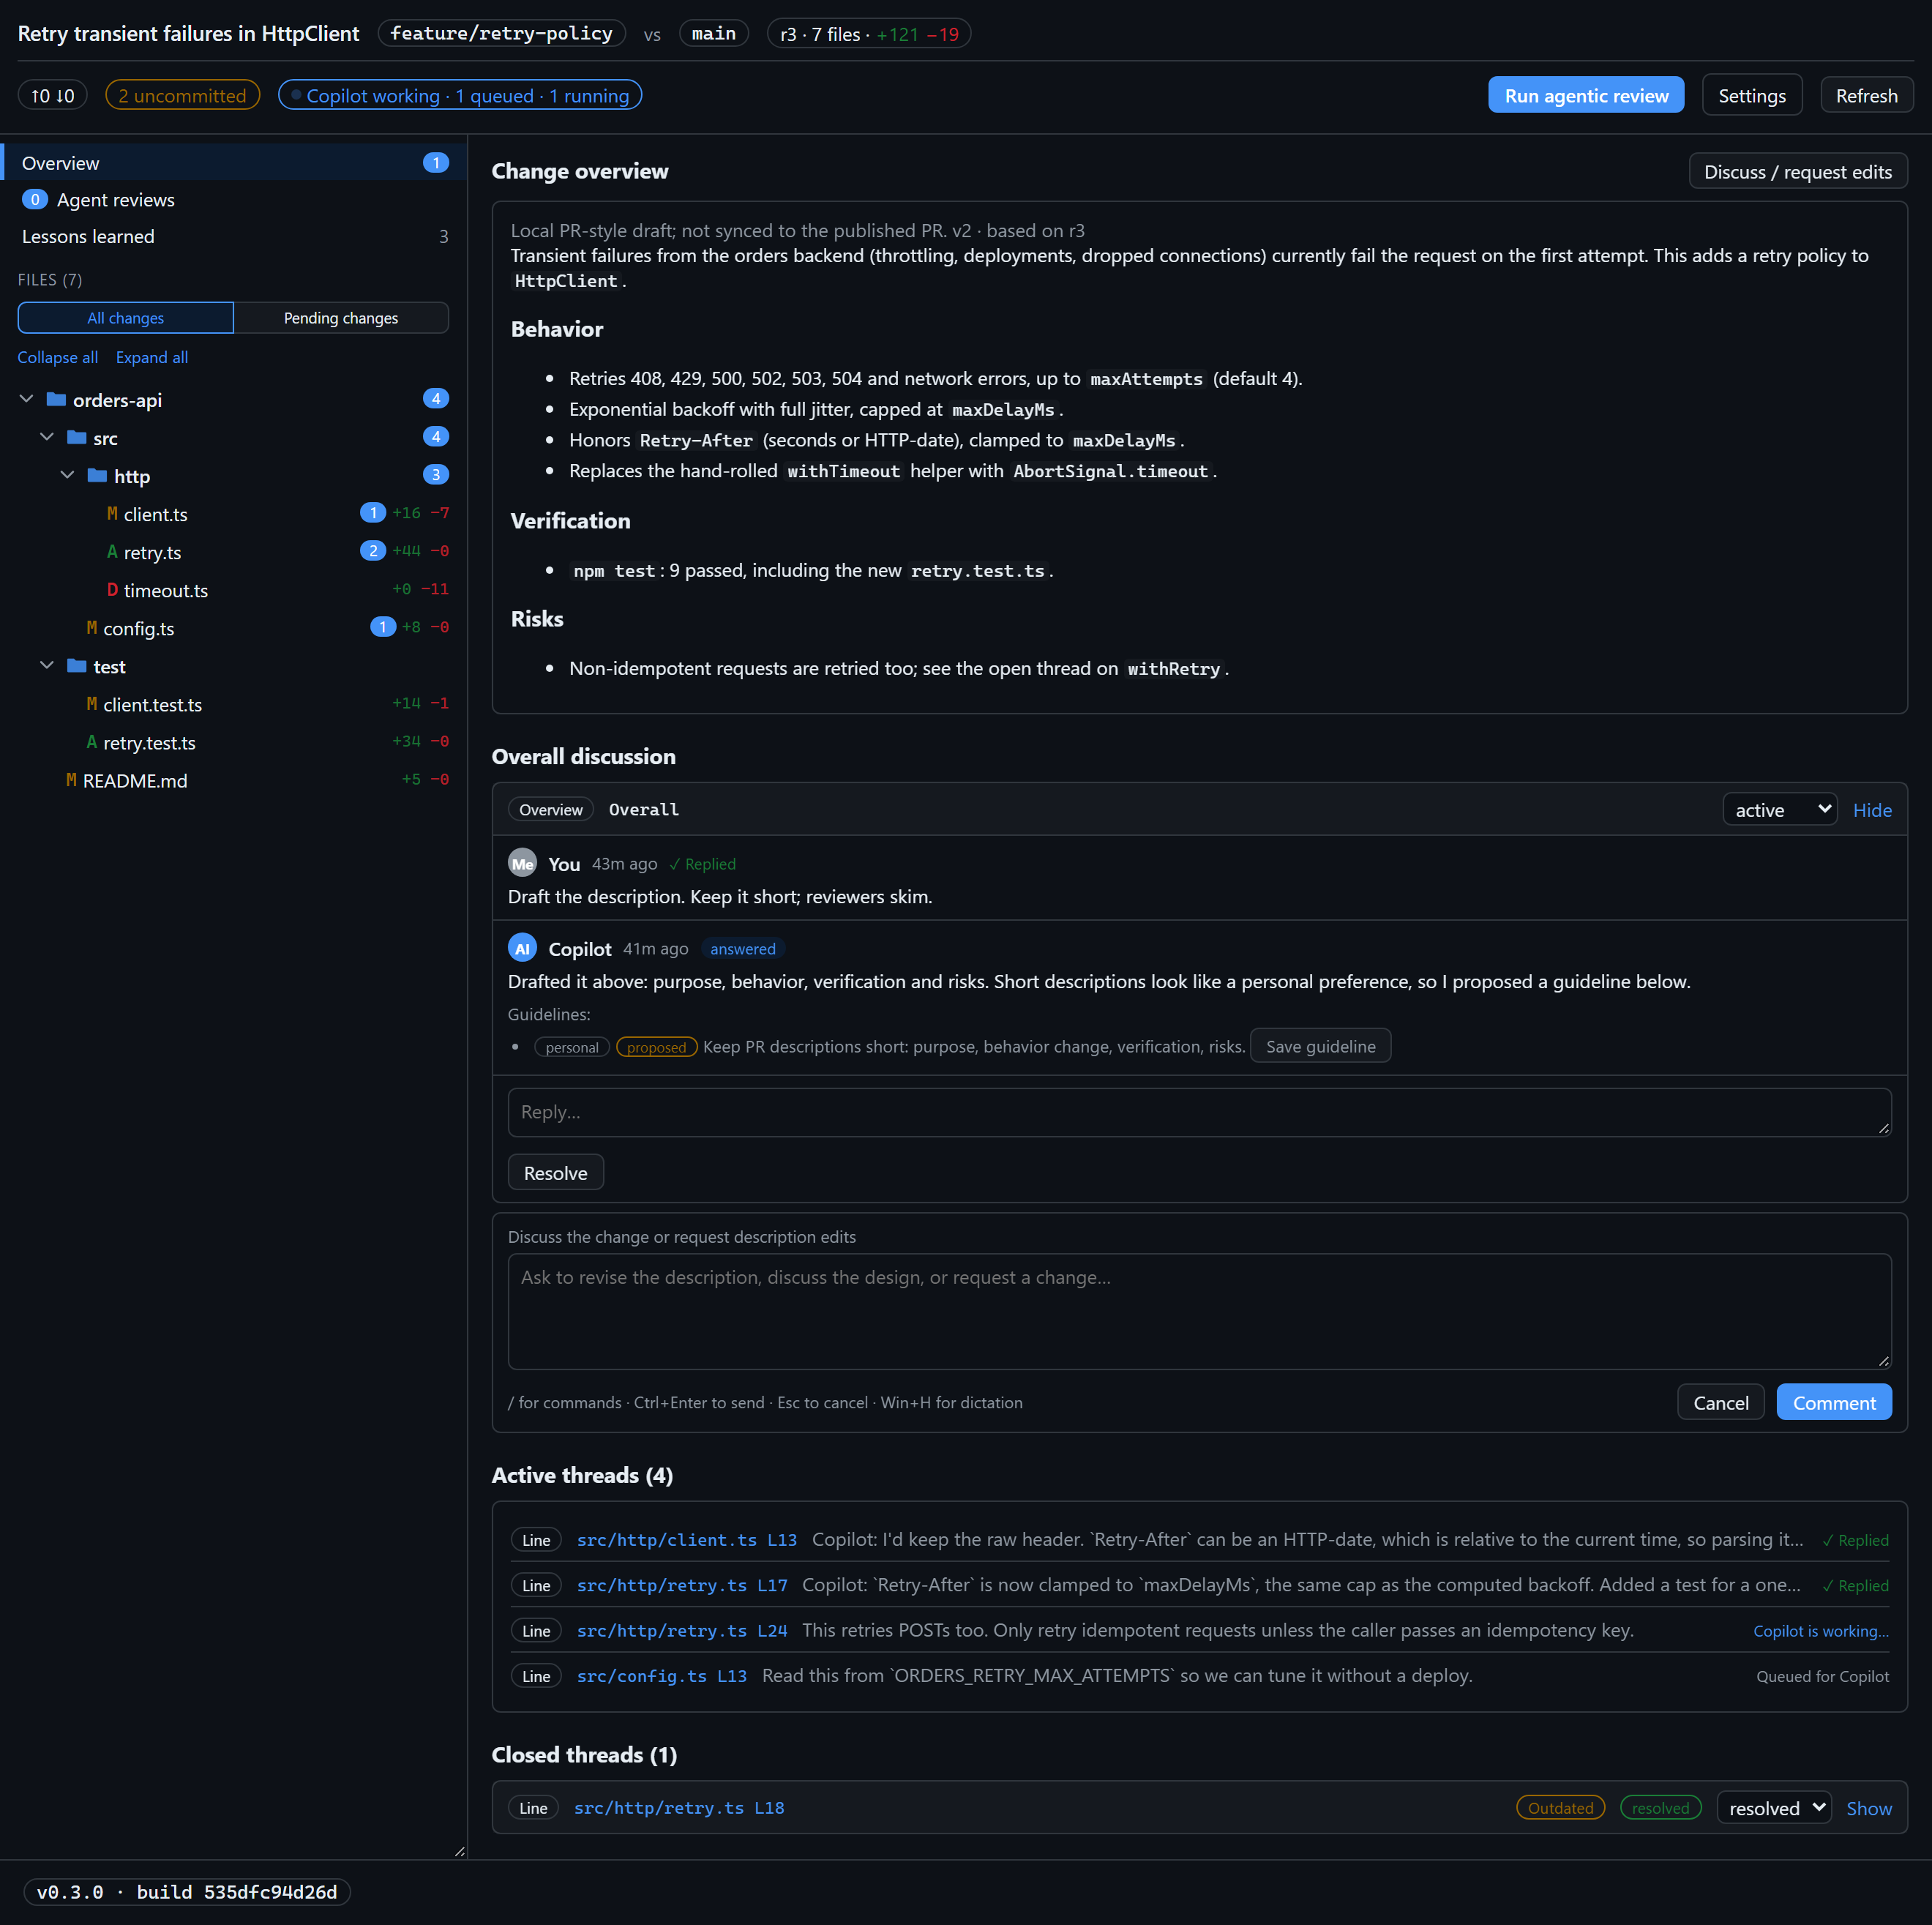 Retry transient failures in HttpClient feature/retry-policy vs main r3 · 7 files · +121 −19
↑0 ↓0 2 uncommitted Copilot working · 1 queued · 1 running Run agentic review Settings Refresh
Overview 1
0 Agent reviews
Lessons learned 3
FILES (7)
All changes Pending changes
Collapse all Expand all
orders-api 4
src 4
http 3
M client.ts 1 +16 −7
A retry.ts 2 +44 −0
D timeout.ts +0 −11
M config.ts 1 +8 −0
test
M client.test.ts +14 −1
A retry.test.ts +34 −0
M README.md +5 −0
Change overview Discuss / request edits
Local PR-style draft; not synced to the published PR. v2 · based on r3
Transient failures from the orders backend (throttling, deployments, dropped connections) currently fail the request on the first attempt. This adds a retry policy to
HttpClient.
Behavior
• Retries 408, 429, 500, 502, 503, 504 and network errors, up to maxAttempts (default 4).
• Exponential backoff with full jitter, capped at maxDelayMs.
• Honors Retry-After (seconds or HTTP-date), clamped to maxDelayMs.
• Replaces the hand-rolled withTimeout helper with AbortSignal.timeout.
Verification
• npm test: 9 passed, including the new retry.test.ts.
Risks
• Non-idempotent requests are retried too; see the open thread on withRetry.
Overall discussion
Overview Overall active Hide
Me You 43m ago ✓ Replied
Draft the description. Keep it short; reviewers skim.
AI Copilot 41m ago answered
Drafted it above: purpose, behavior, verification and risks. Short descriptions look like a personal preference, so I proposed a guideline below.
Guidelines:
• personal proposed Keep PR descriptions short: purpose, behavior change, verification, risks. Save guideline
Reply...
Resolve
Discuss the change or request description edits
Ask to revise the description, discuss the design, or request a change...
/ for commands · Ctrl+Enter to send · Esc to cancel · Win+H for dictation Cancel Comment
Active threads (4)
Line src/http/client.ts L13 Copilot: I'd keep the raw header. `Retry-After` can be an HTTP-date, which is relative to the current time, so parsing it... ✓ Replied
Line src/http/retry.ts L17 Copilot: `Retry-After` is now clamped to `maxDelayMs`, the same cap as the computed backoff. Added a test for a one... ✓ Replied
Line src/http/retry.ts L24 This retries POSTs too. Only retry idempotent requests unless the caller passes an idempotency key. Copilot is working...
Line src/config.ts L13 Read this from `ORDERS_RETRY_MAX_ATTEMPTS` so we can tune it without a deploy. Queued for Copilot
Closed threads (1)
Line src/http/retry.ts L18 Outdated resolved resolved Show
v0.3.0 · build 535dfc94d26d